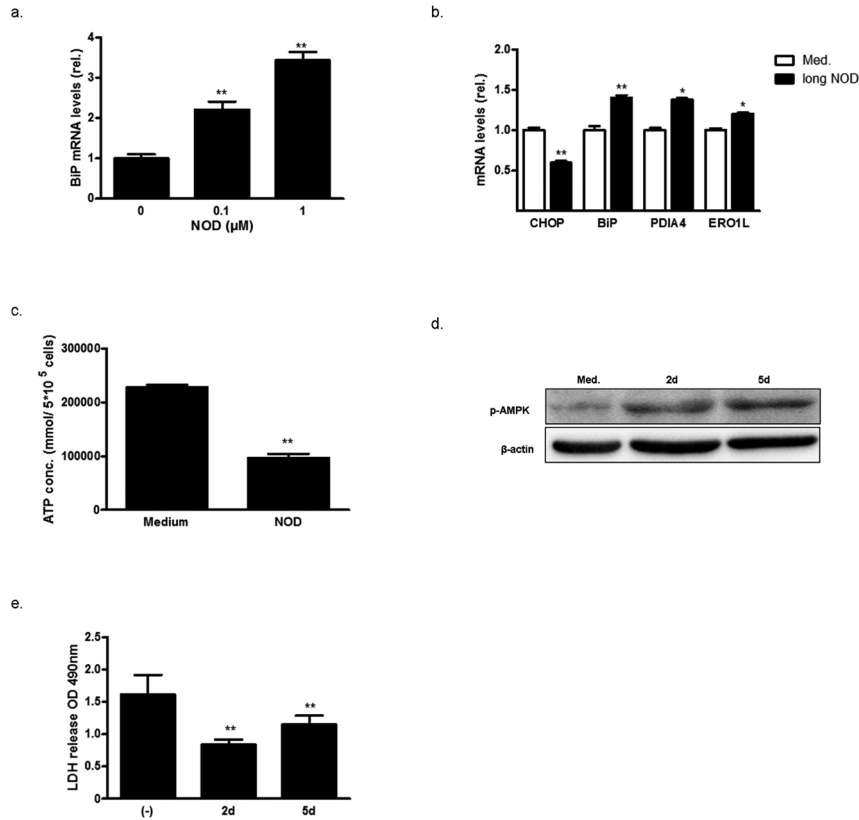 a.
BiP mRNA levels (rel.)
4
3
2
1
0
0 0.1 1
NOD (μM)
** **
b.
mRNA levels (rel.)
2.0
1.5
1.0
0.5
CHOP BiP PDIA4 ERO1L
** ** * *
Med.
long NOD
c.
ATP conc. (mmol/ 5*10 5 cells)
300000
200000
100000
0
Medium NOD
**
d.
Med. 2d 5d
p-AMPK
β-actin
e.
LDH release OD 490nm
2.5
2.0
1.5
1.0
0.5
0
(-) 2d 5d
** **